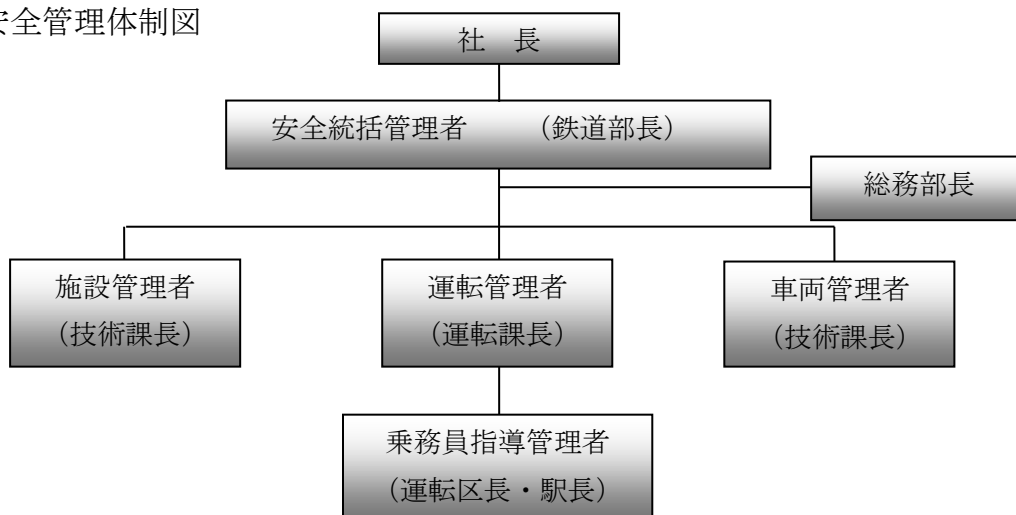 安全管理体制図
社　長
安全統括管理者　　（鉄道部長）
総務部長
施設管理者
（技術課長）
運転管理者
（運転課長）
車両管理者
（技術課長）
乗務員指導管理者
（運転区長・駅長）